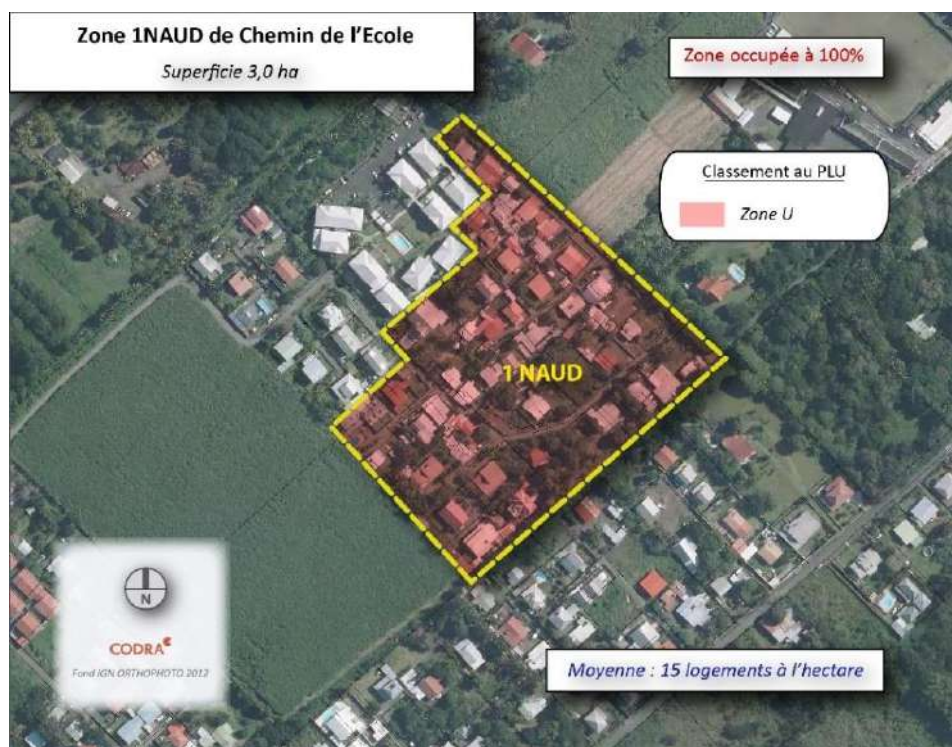 Zone 1NAUD de Chemin de l'Ecole
Superficie 3,0 ha
Zone occupée à 100%
Classement au PLU
Zone U
1 NAUD
N
CODRA
Fond IGN ORTHOPHOTO 2012
Moyenne : 15 logements à l'hectare